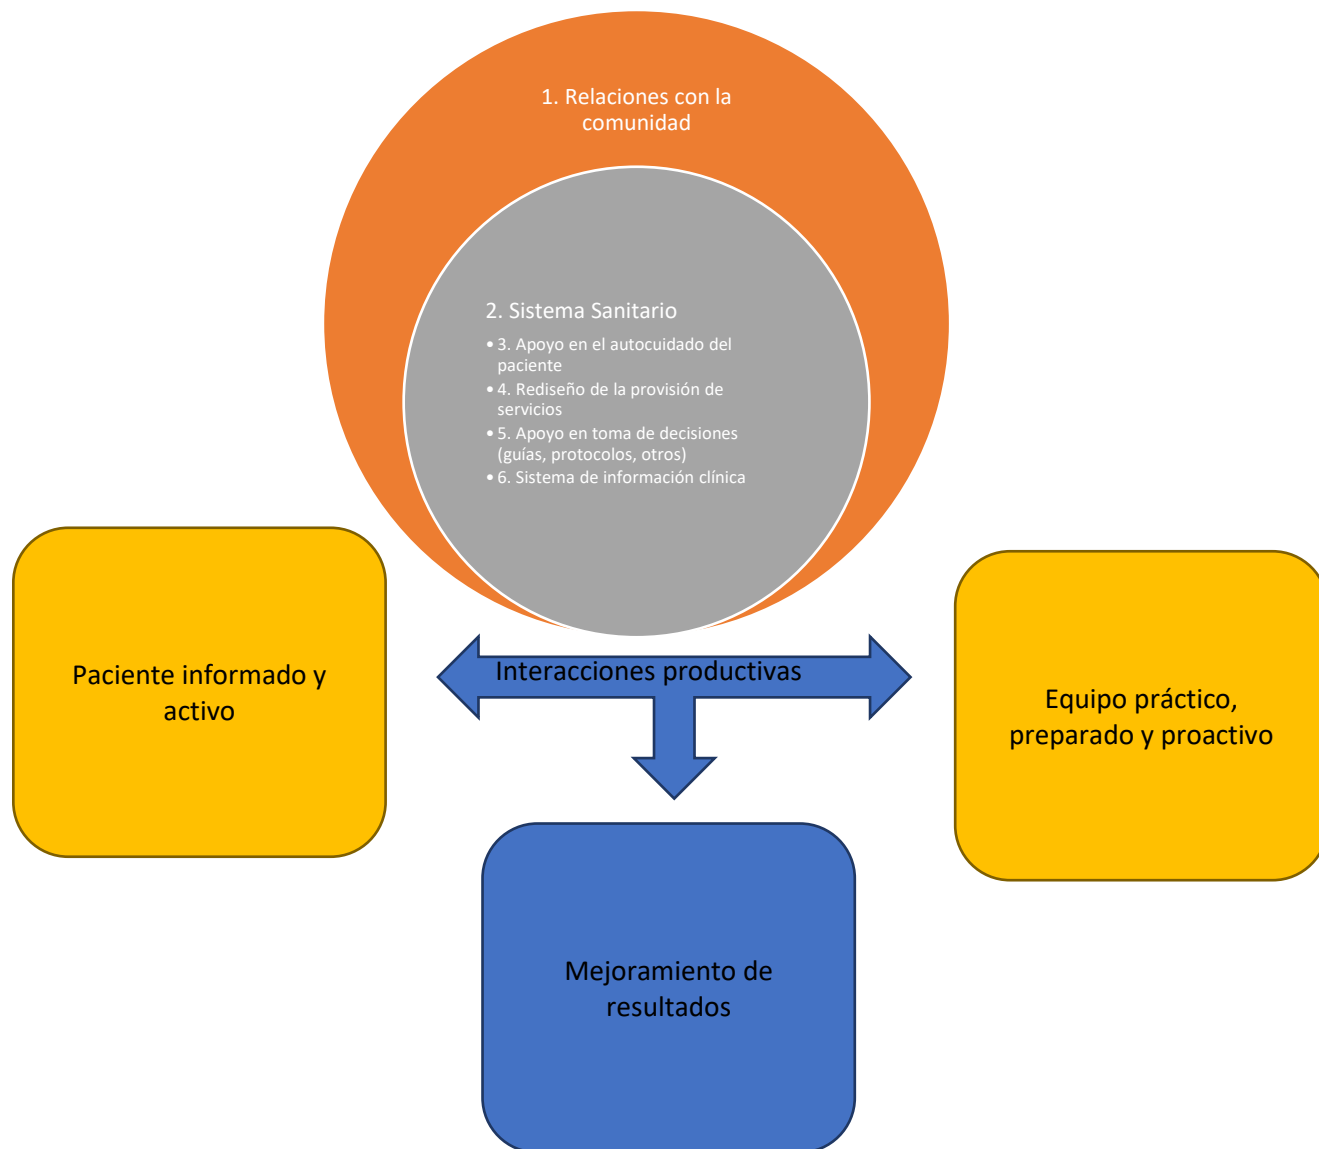 1. Relaciones con la
comunidad
2. Sistema Sanitario
• 3. Apoyo en el autocuidado del
paciente
• 4. Rediseño de la provisión de
servicios
• 5. Apoyo en toma de decisiones
(guías, protocolos, otros)
• 6. Sistema de información clínica
Paciente informado y
activo
Interacciones productivas
Equipo práctico,
preparado y proactivo
Mejoramiento de
resultados